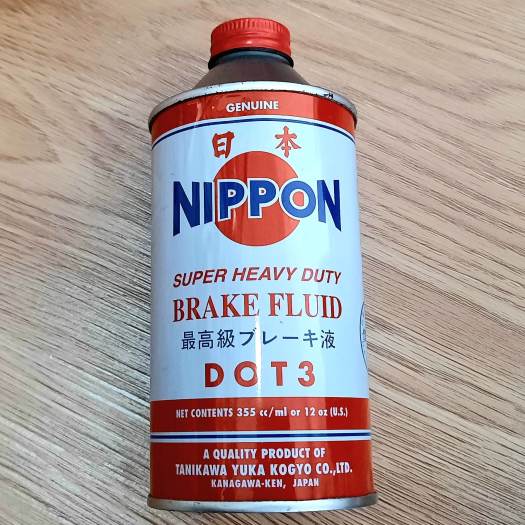 GENUINE
日本
NIPPON
SUPER HEAVY DUTY
BRAKE FLUID
最高級ブレーキ液
DOT3
NET CONTENTS 355 cc/ml or 12 oz (U.S.)
A QUALITY PRODUCT OF
TANIKAWA YUKA KOGYO CO.,LTD.
KANAGAWA-KEN, JAPAN